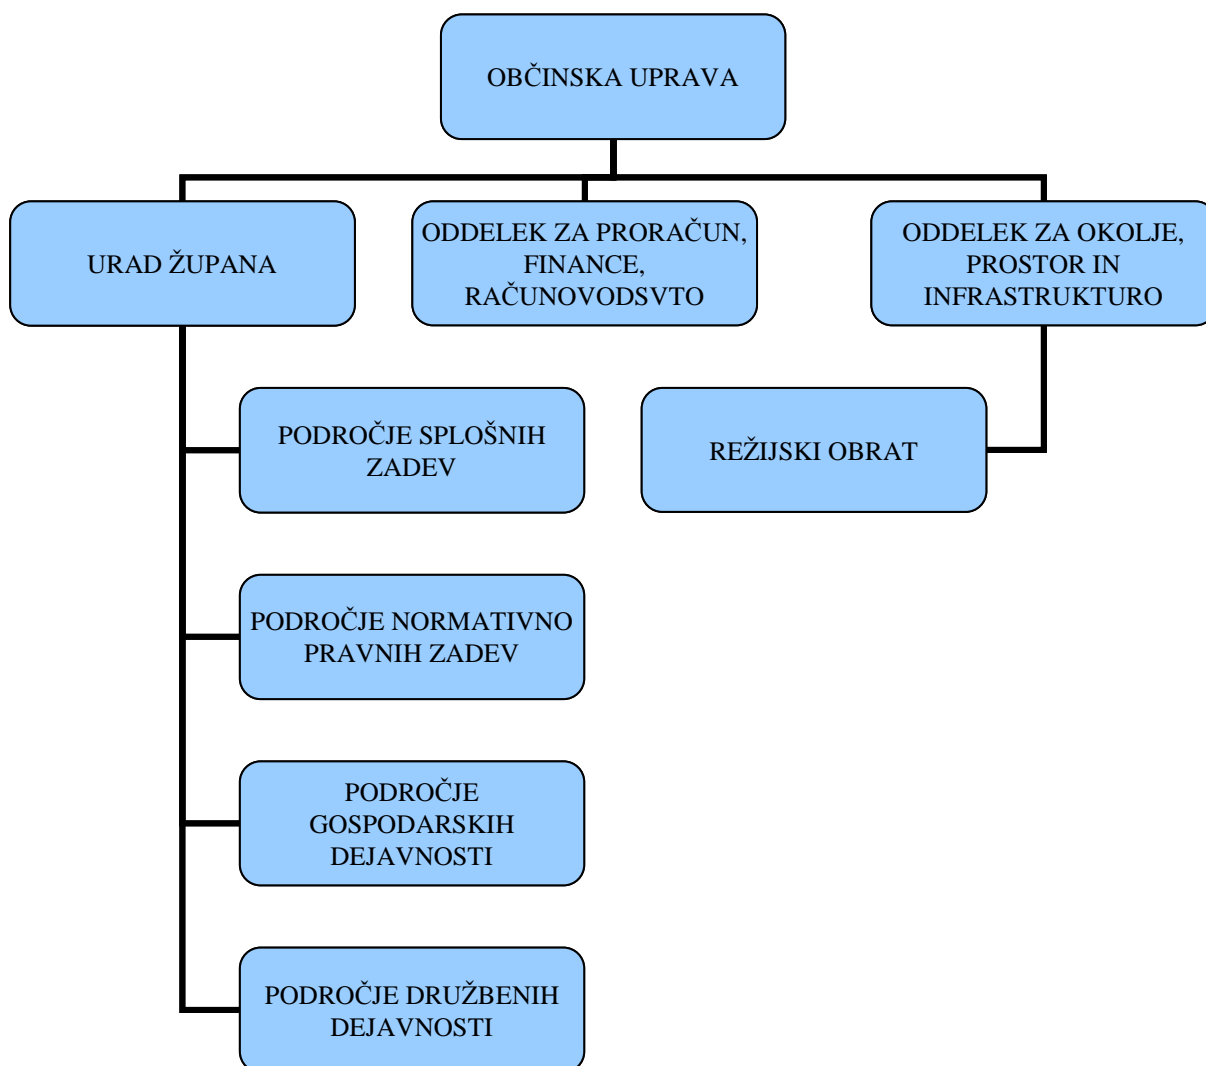 OBČINSKA UPRAVA
URAD ŽUPANA
ODDELEK ZA PRORAČUN,
FINANCE,
RAČUNOVODSVTO
ODDELEK ZA OKOLJE,
PROSTOR IN
INFRASTRUKTURO
PODROČJE SPLOŠNIH
ZADEV
REŽIJSKI OBRAT
PODROČJE NORMATIVNO
PRAVNIH ZADEV
PODROČJE
GOSPODARSKIH
DEJAVNOSTI
PODROČJE DRUŽBENIH
DEJAVNOSTI